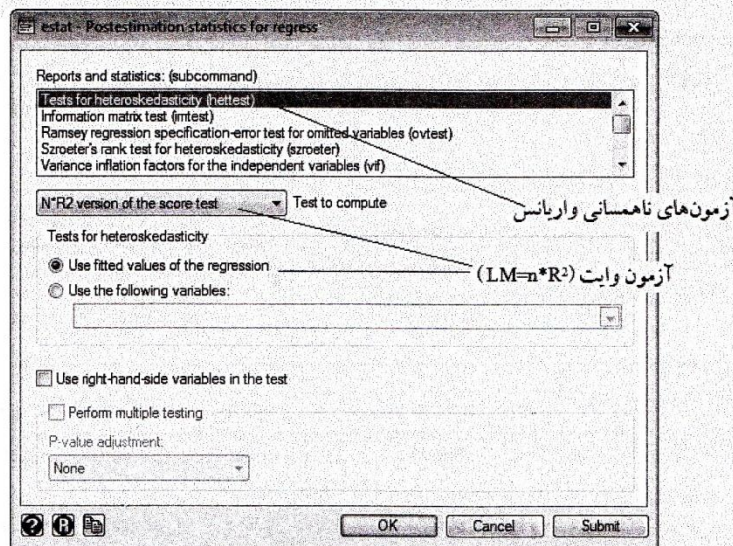 estat - Postestimation statistics for regress
Reports and statistics: (subcommand)
Tests for heteroskedasticity (hettest)
Information matrix test (imtest)
Ramsey regression specification-error test for omitted variables (ovtest)
Szroeter's rank test for heteroskedasticity (szroeter)
Variance inflation factors for the independent variables (vif)
آزمون‌های ناهمسانی واریانس
N*R2 version of the score test
Test to compute
Tests for heteroskedasticity
Use fitted values of the regression
آزمون وایت (LM=n*R²)
Use the following variables:
Use right-hand-side variables in the test
Perform multiple testing
P-value adjustment:
None
? R
OK
Cancel
Submit